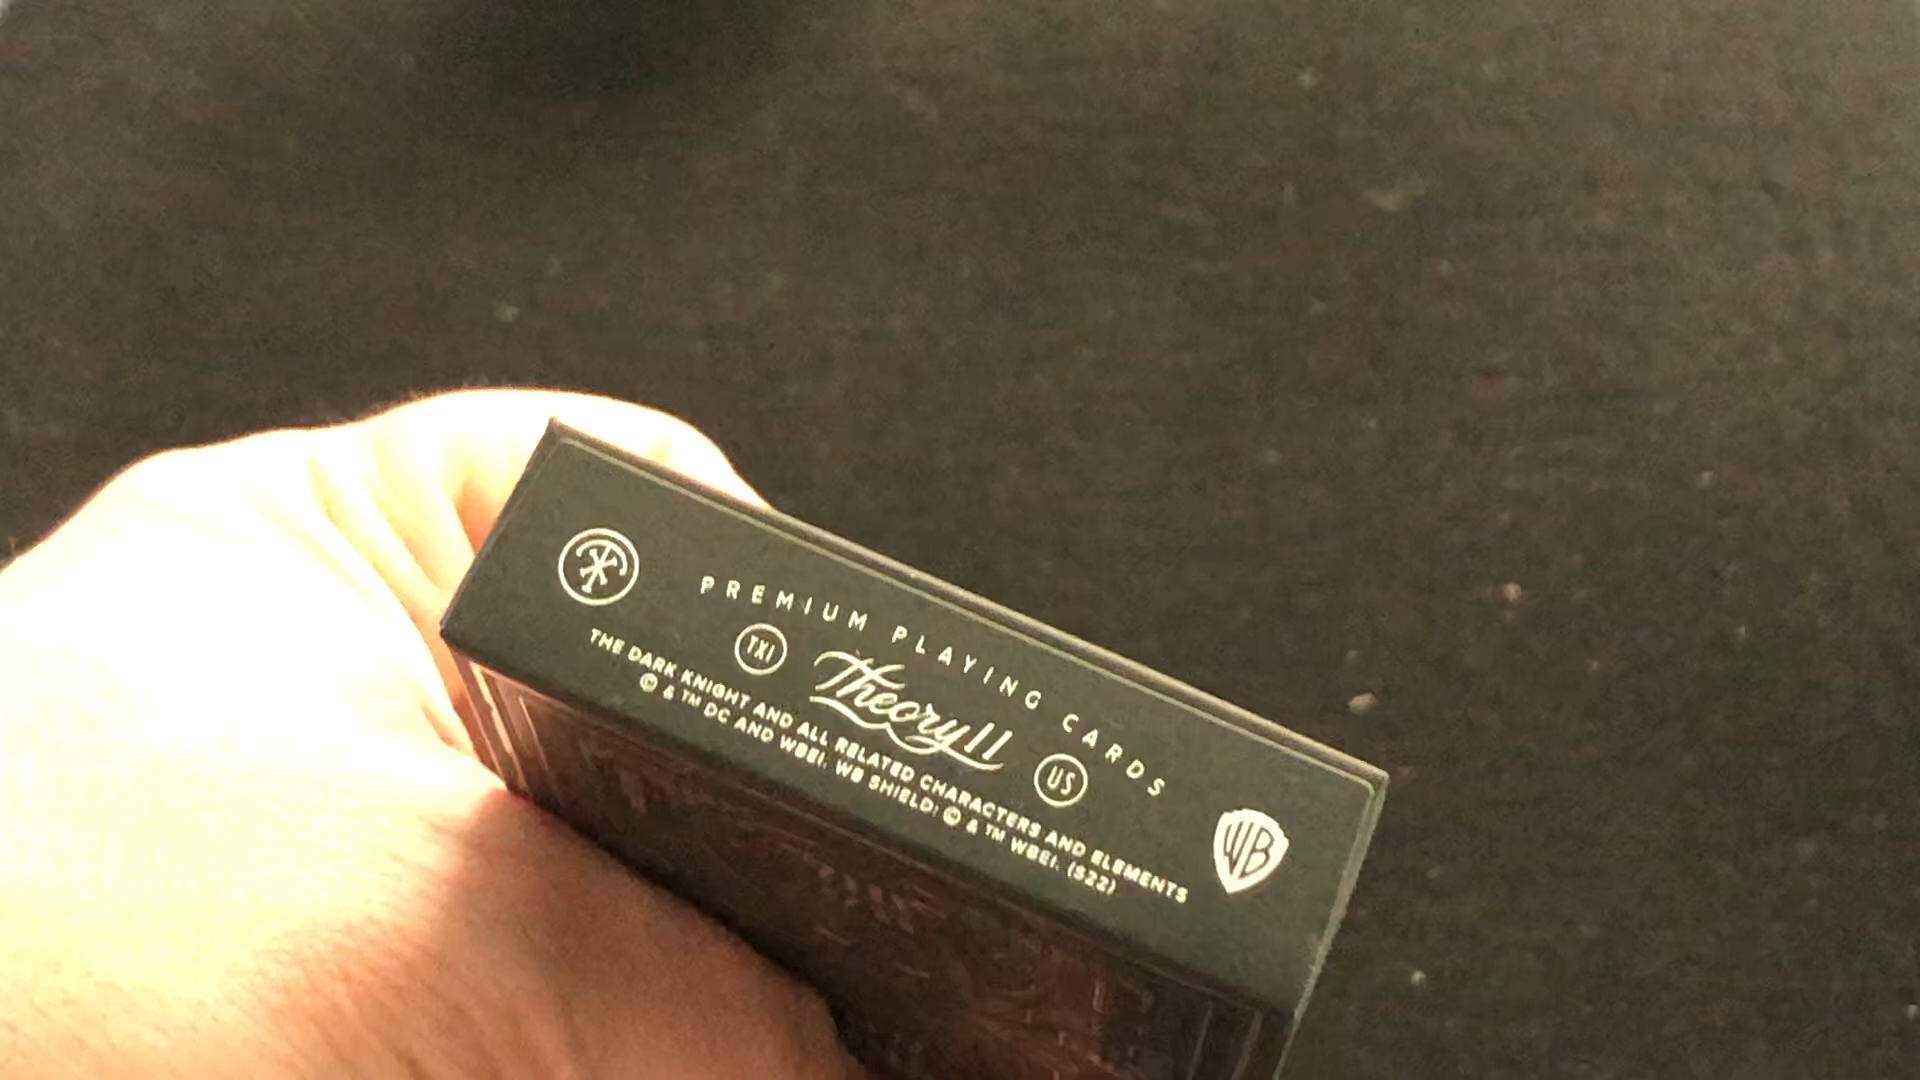 PREMIUM PLAYING CARDS
TXI
Theory11
US
THE DARK KNIGHT AND ALL RELATED CHARACTERS AND ELEMENTS
© & ™ DC AND WBEI. WB SHIELD: © & ™ WBEI. (S22)
WB